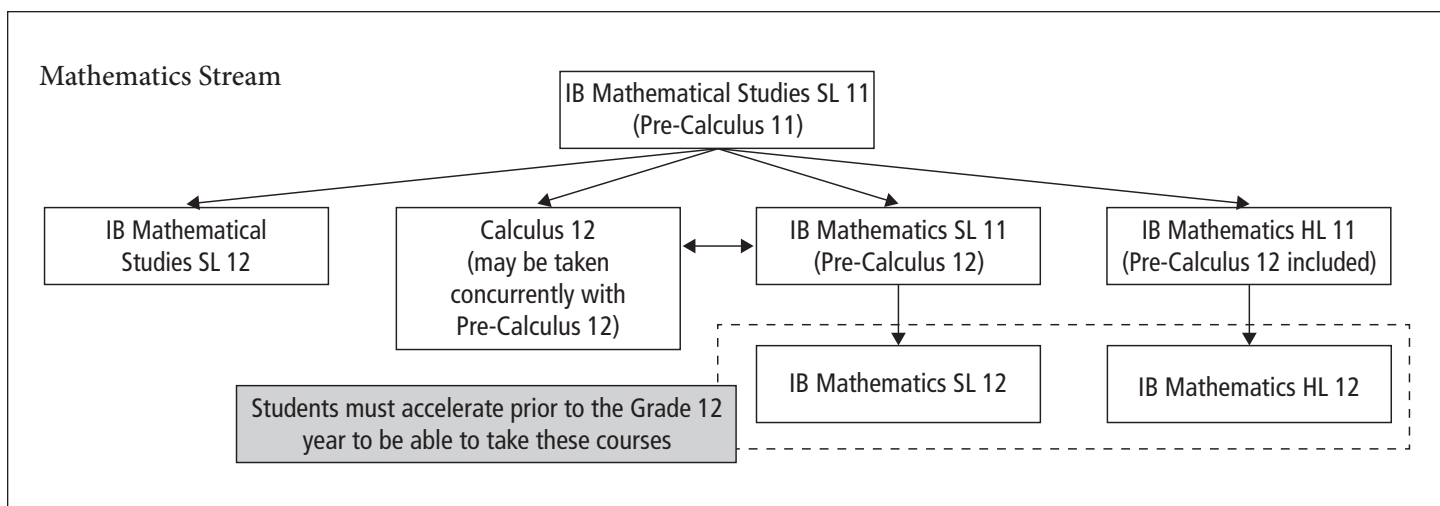 Mathematics Stream
IB Mathematical Studies SL 11
(Pre-Calculus 11)
IB Mathematical
Studies SL 12
Calculus 12
(may be taken
concurrently with
Pre-Calculus 12)
IB Mathematics SL 11
(Pre-Calculus 12)
IB Mathematics HL 11
(Pre-Calculus 12 included)
IB Mathematics SL 12
IB Mathematics HL 12
Students must accelerate prior to the Grade 12
year to be able to take these courses